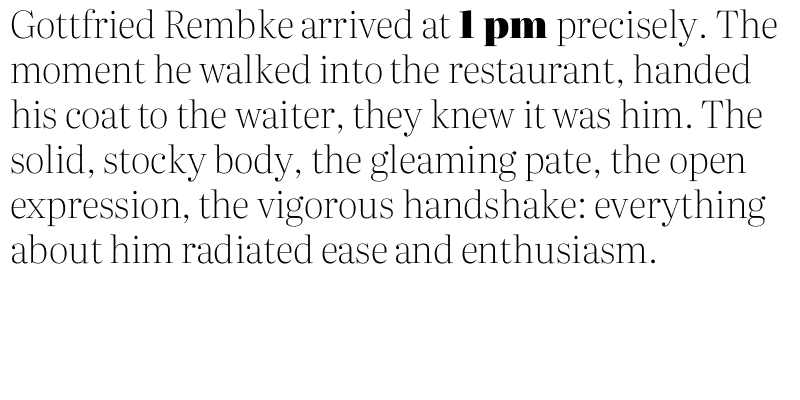 Gottfried Rembke arrived at 1 pm precisely. The
moment he walked into the restaurant, handed
his coat to the waiter, they knew it was him. The
solid, stocky body, the gleaming pate, the open
expression, the vigorous handshake: everything
about him radiated ease and enthusiasm.